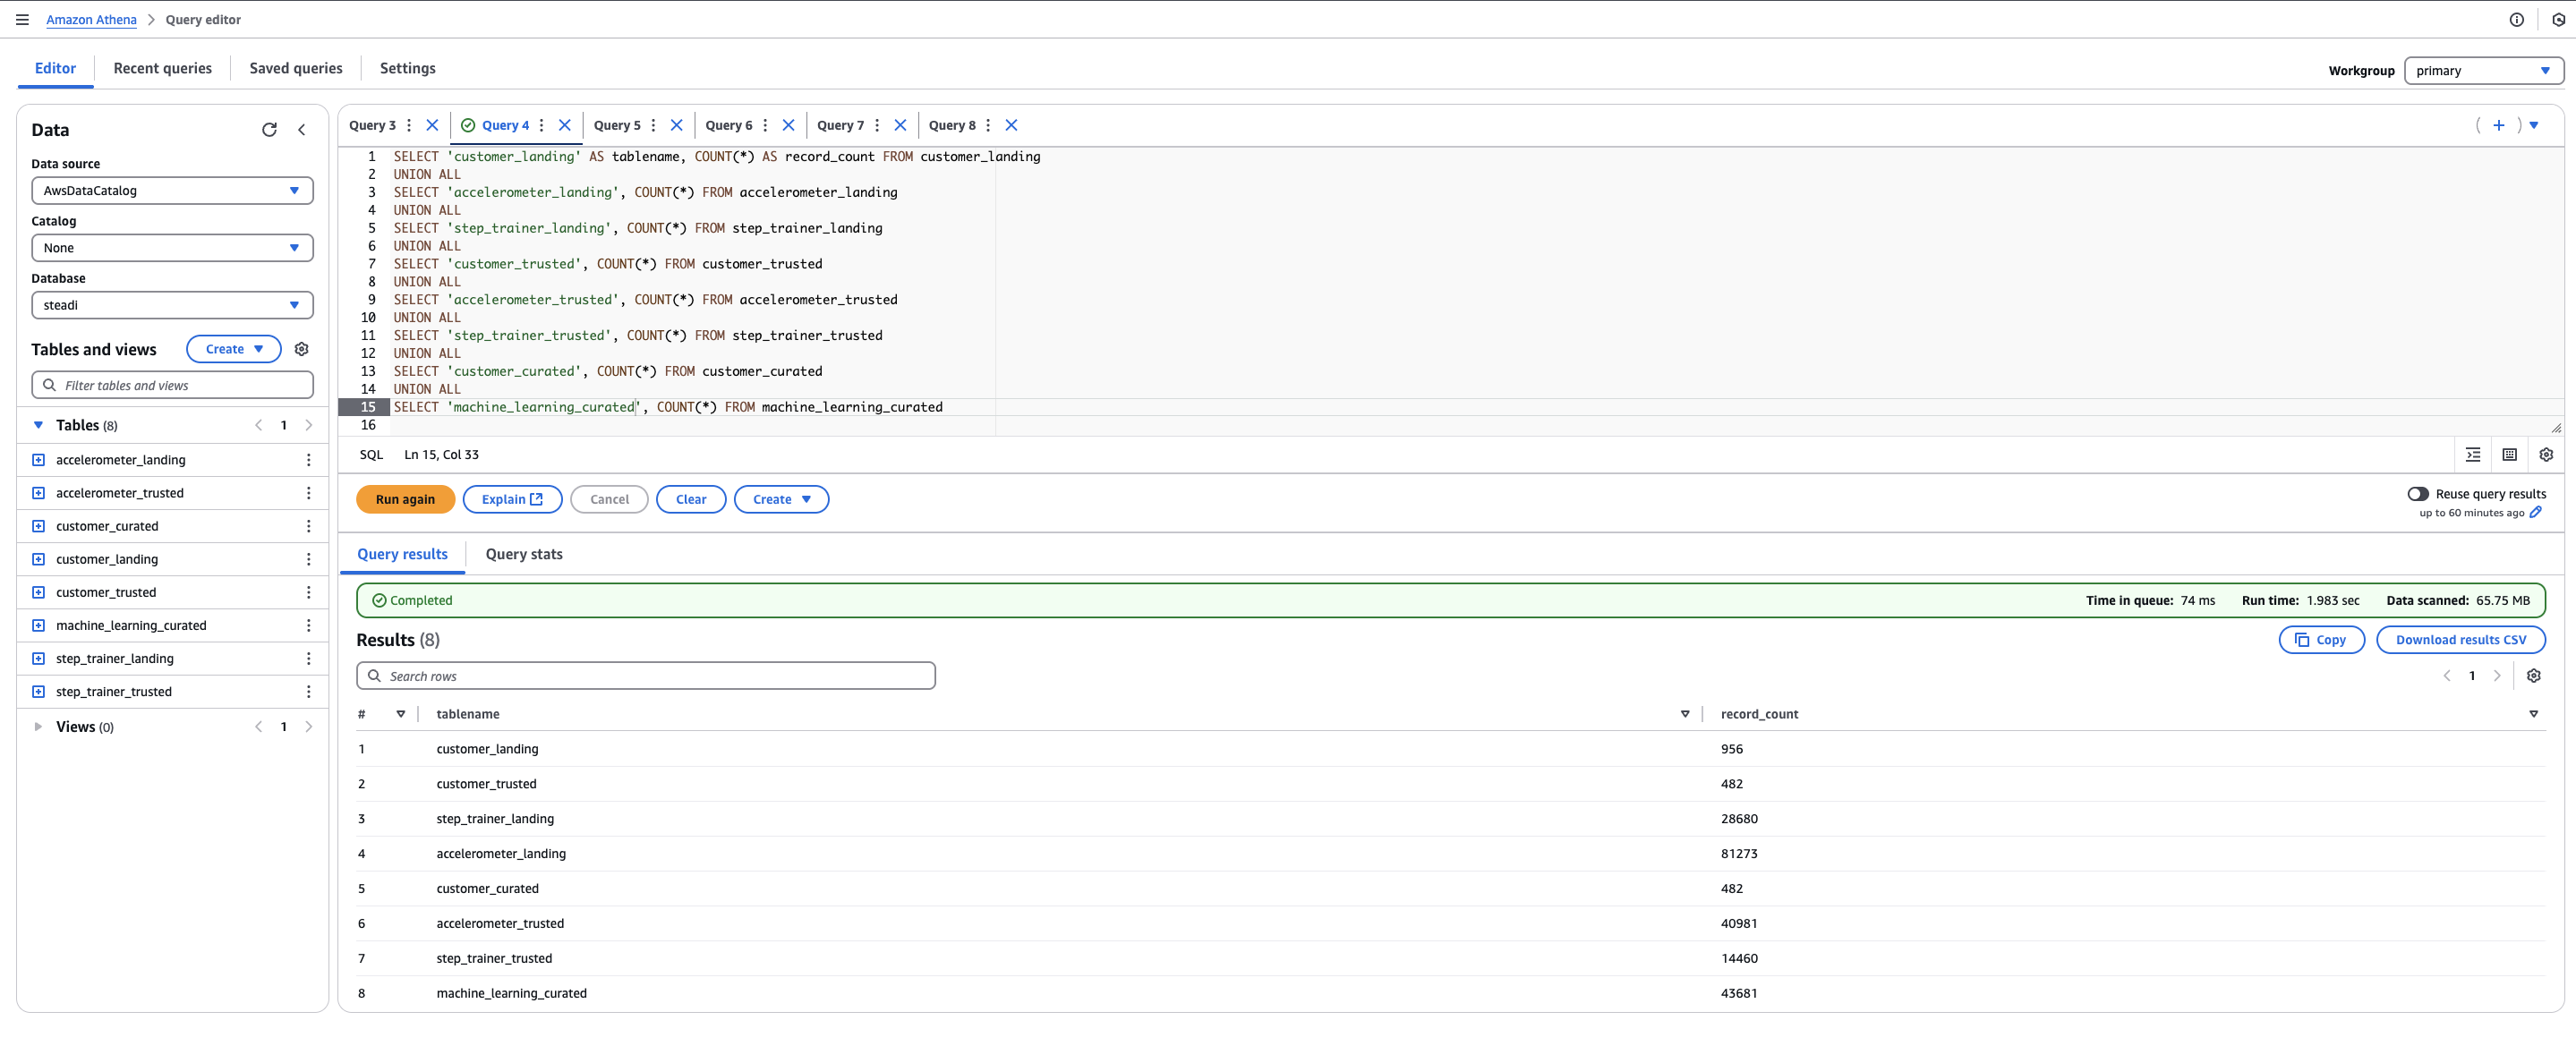 Amazon Athena > Query editor
Editor
Recent queries
Saved queries
Settings
Workgroup
primary
Data
Data source
AwsDataCatalog
Catalog
None
Database
steadi
Tables and views
Create
Filter tables and views
Tables (8)
1
accelerometer_landing
accelerometer_trusted
customer_curated
customer_landing
customer_trusted
machine_learning_curated
step_trainer_landing
step_trainer_trusted
Views (0)
1
Query 3
Query 4
Query 5
Query 6
Query 7
Query 8
1 SELECT 'customer_landing' AS tablename, COUNT(*) AS record_count FROM customer_landing
2 UNION ALL
3 SELECT 'accelerometer_landing', COUNT(*) FROM accelerometer_landing
4 UNION ALL
5 SELECT 'step_trainer_landing', COUNT(*) FROM step_trainer_landing
6 UNION ALL
7 SELECT 'customer_trusted', COUNT(*) FROM customer_trusted
8 UNION ALL
9 SELECT 'accelerometer_trusted', COUNT(*) FROM accelerometer_trusted
10 UNION ALL
11 SELECT 'step_trainer_trusted', COUNT(*) FROM step_trainer_trusted
12 UNION ALL
13 SELECT 'customer_curated', COUNT(*) FROM customer_curated
14 UNION ALL
15 SELECT 'machine_learning_curated', COUNT(*) FROM machine_learning_curated
16
SQL Ln 15, Col 33
Run again
Explain
Cancel
Clear
Create
Reuse query results
up to 60 minutes ago
Query results
Query stats
Completed
Time in queue: 74 ms
Run time: 1.983 sec
Data scanned: 65.75 MB
Results (8)
Copy
Download results CSV
Search rows
1
# tablename record_count
1 customer_landing 956
2 customer_trusted 482
3 step_trainer_landing 28680
4 accelerometer_landing 81273
5 customer_curated 482
6 accelerometer_trusted 40981
7 step_trainer_trusted 14460
8 machine_learning_curated 43681